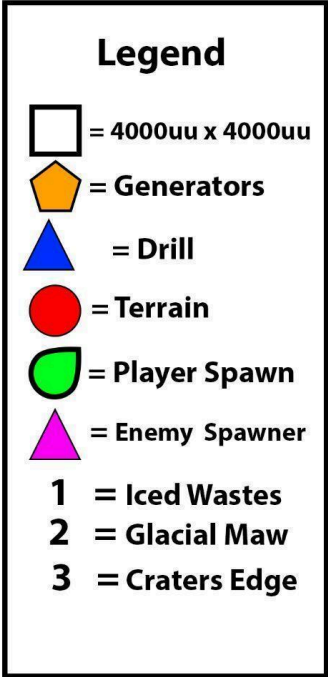 Legend
= 4000uu x 4000uu
= Generators
= Drill
= Terrain
= Player Spawn
= Enemy Spawner
1 = Iced Wastes
2 = Glacial Maw
3 = Craters Edge